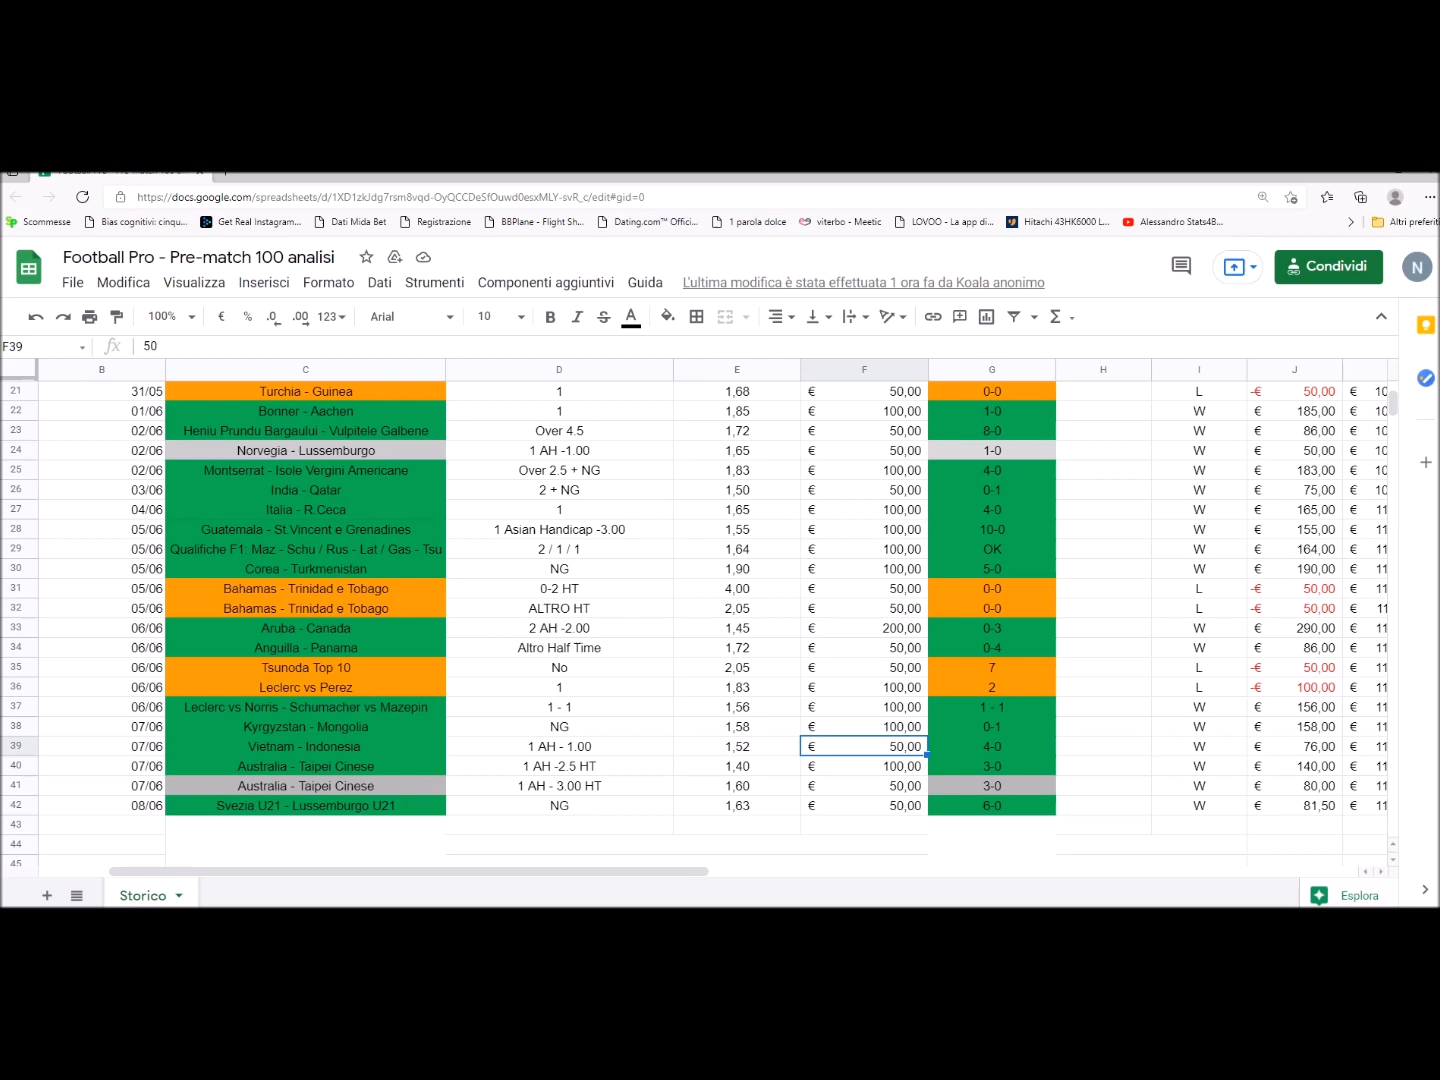 https://docs.google.com/spreadsheets/d/1XD1zkJdg7rsm8vqd-OyQCCDeSfOuwd0esxMLY-svR_c/edit#gid=0
Scommesse Bias cognitivi: cinqu... Get Real Instagram... Dati Mida Bet Registrazione BBPlane - Flight Sh... Dating.com™ Offici... 1 parola dolce viterbo - Meetic LOVOO - La app di... Hitachi 43HK6000 L... Alessandro Stats4B... Altri preferiti
Football Pro - Pre-match 100 analisi
Condividi N
File Modifica Visualizza Inserisci Formato Dati Strumenti Componenti aggiuntivi Guida L'ultima modifica è stata effettuata 1 ora fa da Koala anonimo
100% € % .0 .00 123 Arial 10 B I S A Σ
F39 fx 50
B C D E F G H I J
21 31/05 Turchia - Guinea 1 1,68 € 50,00 0-0 L -€ 50,00 € 10
22 01/06 Bonner - Aachen 1 1,85 € 100,00 1-0 W € 185,00 € 10
23 02/06 Heniu Prundu Bargaului - Vulpitele Galbene Over 4.5 1,72 € 50,00 8-0 W € 86,00 € 10
24 02/06 Norvegia - Lussemburgo 1 AH -1.00 1,65 € 50,00 1-0 W € 50,00 € 10
25 02/06 Montserrat - Isole Vergini Americane Over 2.5 + NG 1,83 € 100,00 4-0 W € 183,00 € 10
26 03/06 India - Qatar 2 + NG 1,50 € 50,00 0-1 W € 75,00 € 10
27 04/06 Italia - R.Ceca 1 1,65 € 100,00 4-0 W € 165,00 € 11
28 05/06 Guatemala - St.Vincent e Grenadines 1 Asian Handicap -3.00 1,55 € 100,00 10-0 W € 155,00 € 11
29 05/06 Qualifiche F1: Maz - Schu / Rus - Lat / Gas - Tsu 2 / 1 / 1 1,64 € 100,00 OK W € 164,00 € 11
30 05/06 Corea - Turkmenistan NG 1,90 € 100,00 5-0 W € 190,00 € 11
31 05/06 Bahamas - Trinidad e Tobago 0-2 HT 4,00 € 50,00 0-0 L -€ 50,00 € 11
32 05/06 Bahamas - Trinidad e Tobago ALTRO HT 2,05 € 50,00 0-0 L -€ 50,00 € 11
33 06/06 Aruba - Canada 2 AH -2.00 1,45 € 200,00 0-3 W € 290,00 € 11
34 06/06 Anguilla - Panama Altro Half Time 1,72 € 50,00 0-4 W € 86,00 € 11
35 06/06 Tsunoda Top 10 No 2,05 € 50,00 7 L -€ 50,00 € 11
36 06/06 Leclerc vs Perez 1 1,83 € 100,00 2 L -€ 100,00 € 11
37 06/06 Leclerc vs Norris - Schumacher vs Mazepin 1 - 1 1,56 € 100,00 1 - 1 W € 156,00 € 11
38 07/06 Kyrgyzstan - Mongolia NG 1,58 € 100,00 0-1 W € 158,00 € 11
39 07/06 Vietnam - Indonesia 1 AH - 1.00 1,52 € 50,00 4-0 W € 76,00 € 11
40 07/06 Australia - Taipei Cinese 1 AH -2.5 HT 1,40 € 100,00 3-0 W € 140,00 € 11
41 07/06 Australia - Taipei Cinese 1 AH - 3.00 HT 1,60 € 50,00 3-0 W € 80,00 € 11
42 08/06 Svezia U21 - Lussemburgo U21 NG 1,63 € 50,00 6-0 W € 81,50 € 11
43
44
45
Storico Esplora